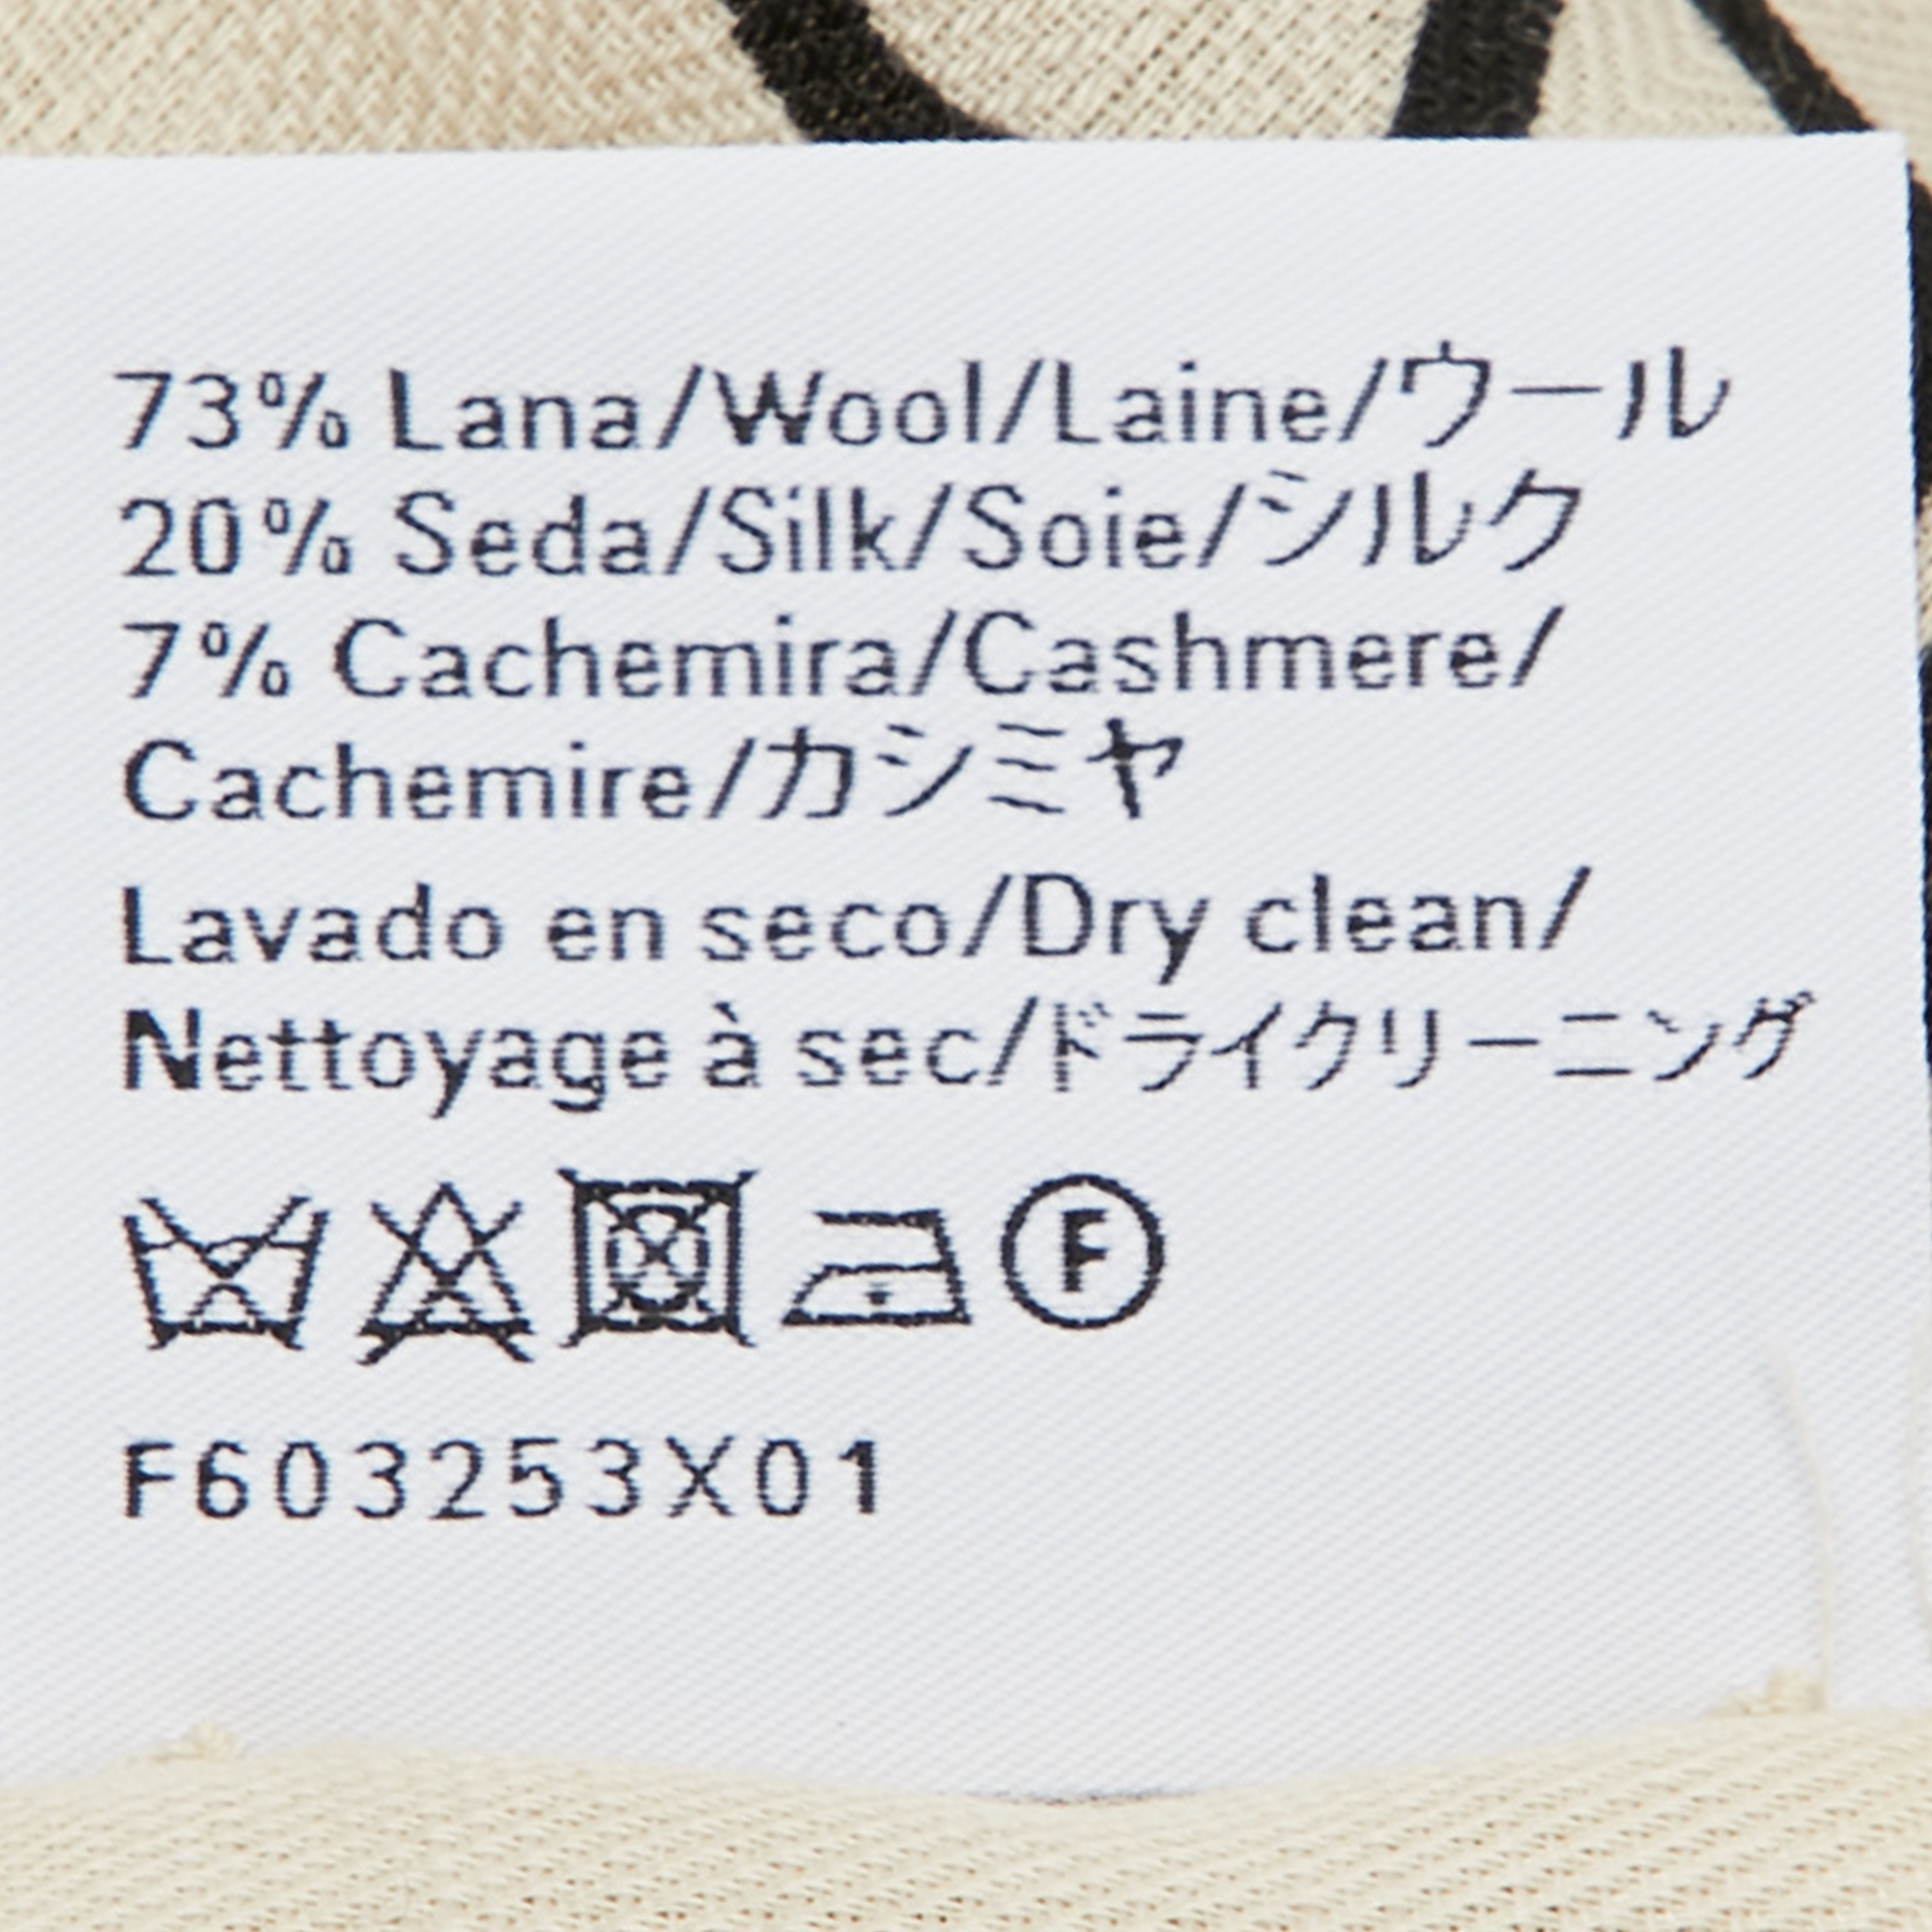 73% Lana/Wool/Laine/ウール
20% Seda/Silk/Soie/シルク
7% Cachemira/Cashmere/
Cachemire/カシミヤ
Lavado en seco/Dry clean/
Nettoyage à sec/ドライクリーニング
F
F603253X01